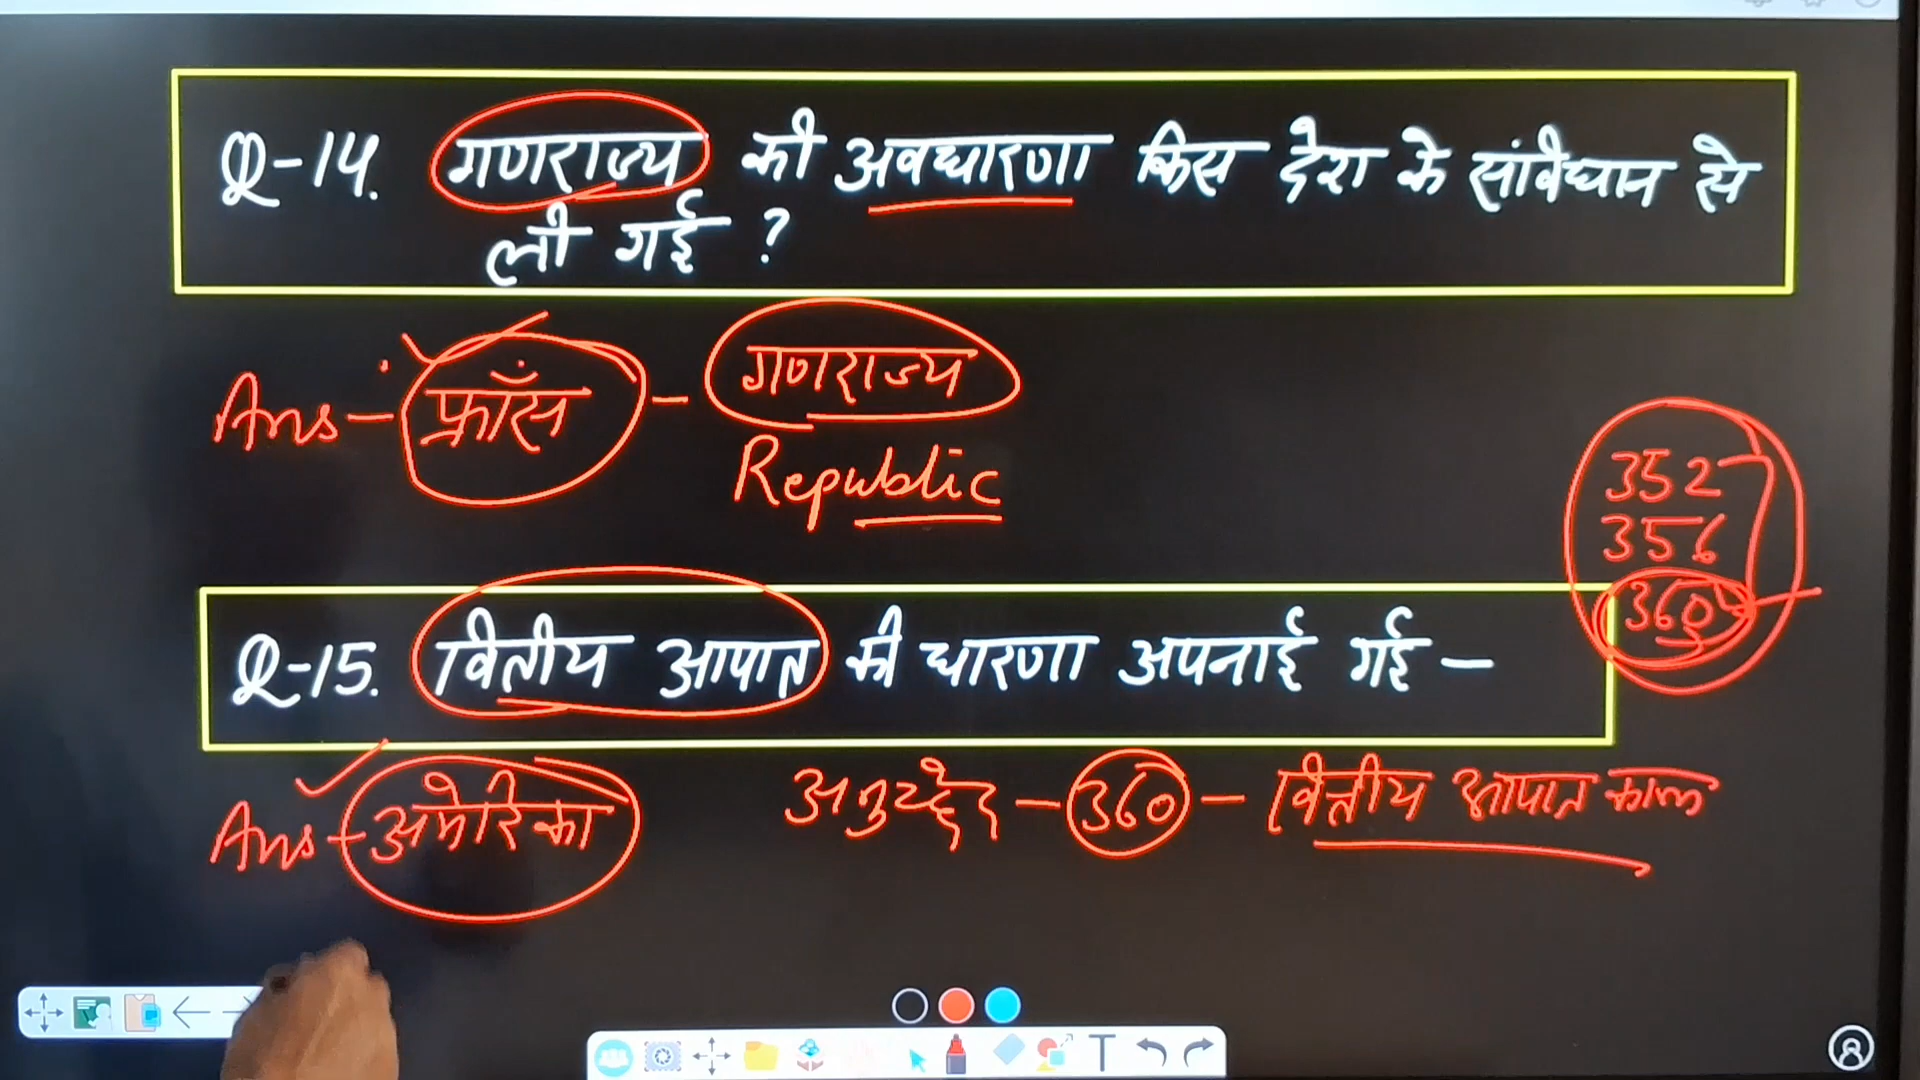 Q-14. गणराज्य की अवधारणा किस देश के संविधान से
ली गई ?
Ans- फ्राँस - गणराज्य
Republic
352
356
360
Q-15. वित्तीय आपात की धारणा अपनाई गई -
Ans - अमेरिका अनुच्छेद - 360 - वित्तीय आपात काल
T